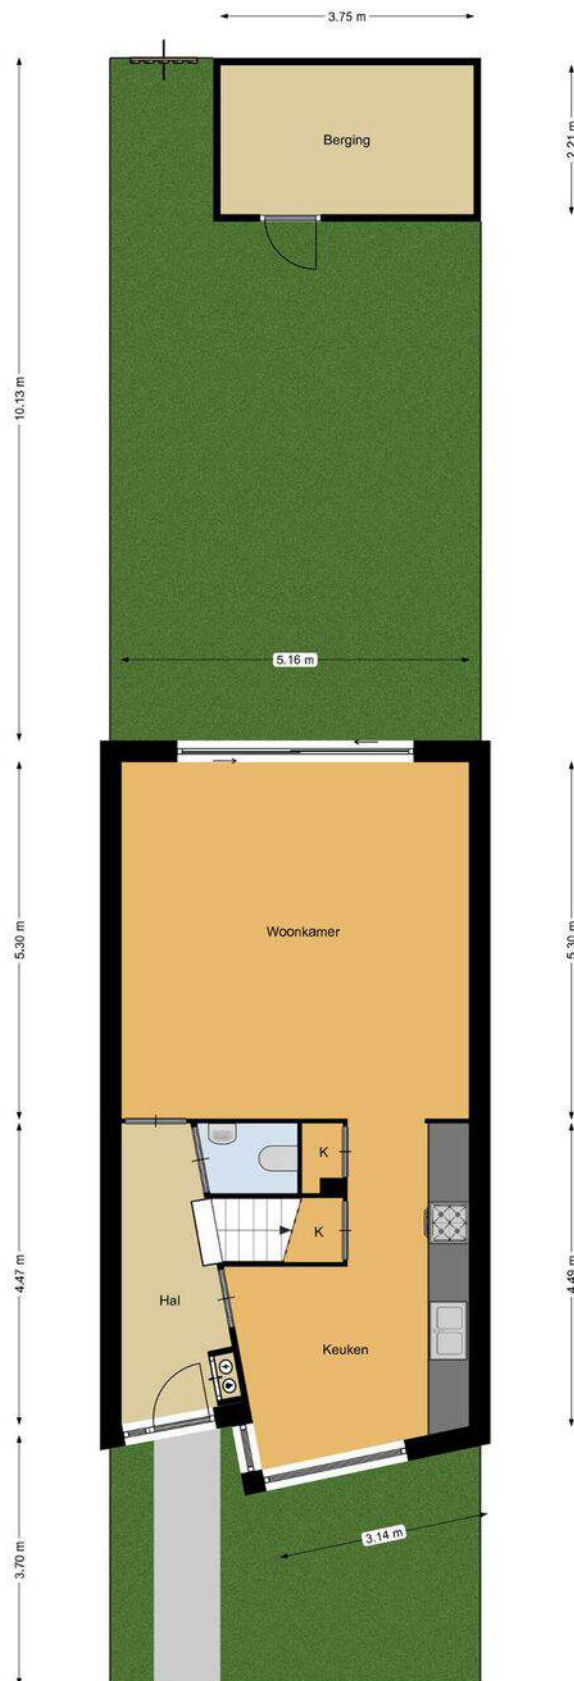 3.75 m
Berging
2.21 m
10.13 m
5.16 m
5.30 m
Woonkamer
5.30 m
K
K
4.47 m
Hal
Keuken
4.49 m
3.14 m
3.70 m